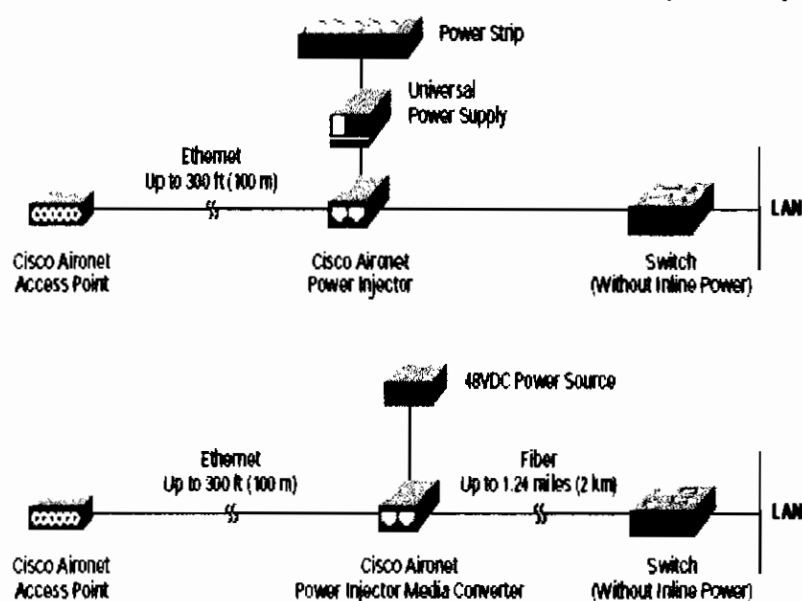 Power Strip
Universal
Power Supply
Ethernet
Up to 300 ft (100 m)
LAN
Cisco Aironet
Access Point
Cisco Aironet
Power Injector
Switch
(Without Inline Power)
48VDC Power Source
Ethernet
Up to 300 ft (100 m)
Fiber
Up to 1.24 miles (2 km)
LAN
Cisco Aironet
Access Point
Cisco Aironet
Power Injector Media Converter
Switch
(Without Inline Power)